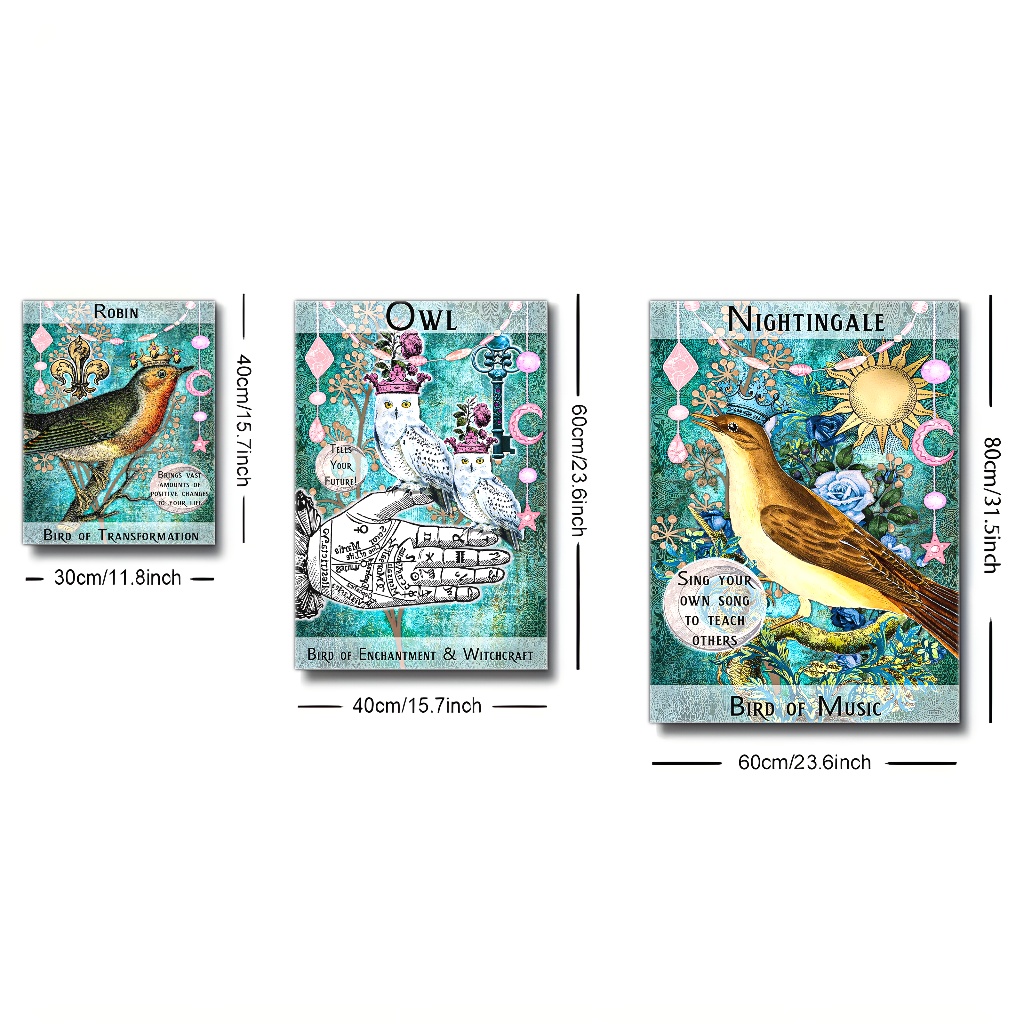 Robin
Brings vast
amounts of
positive changes
to your life
Bird of Transformation
40cm/15.7inch
30cm/11.8inch
Owl
Tells
Your
Future!
Bird of Enchantment & Witchcraft
60cm/23.6inch
40cm/15.7inch
Nightingale
Sing your
own song
to teach
others
Bird of Music
80cm/31.5inch
60cm/23.6inch